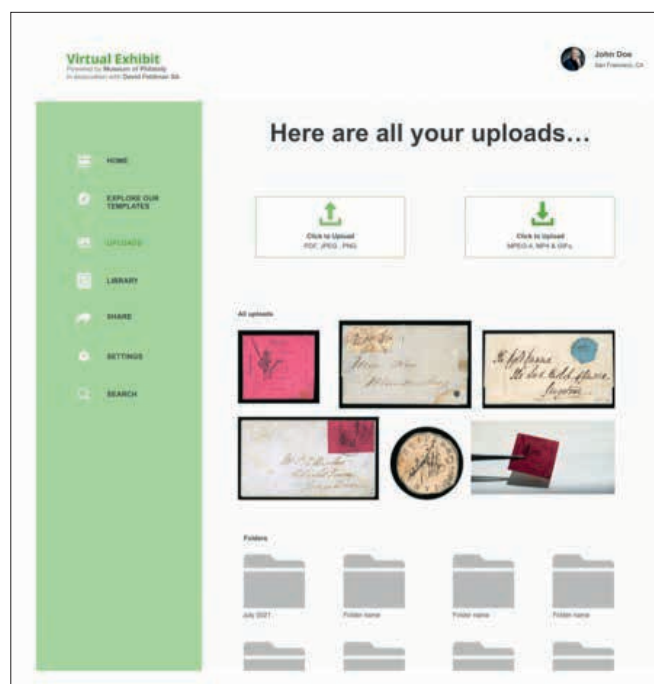 Virtual Exhibit
Powered by Museum of Philately
In association with David Feldman SA
John Doe
San Francisco, CA
Here are all your uploads…
HOME
EXPLORE OUR
TEMPLATES
UPLOADS
LIBRARY
SHARE
SETTINGS
SEARCH
Click to Upload
PDF, JPEG , PNG
Click to Upload
MPEG-4, MP4 & GIFs
All uploads
Folders
July 2021
Folder name
Folder name
Folder name